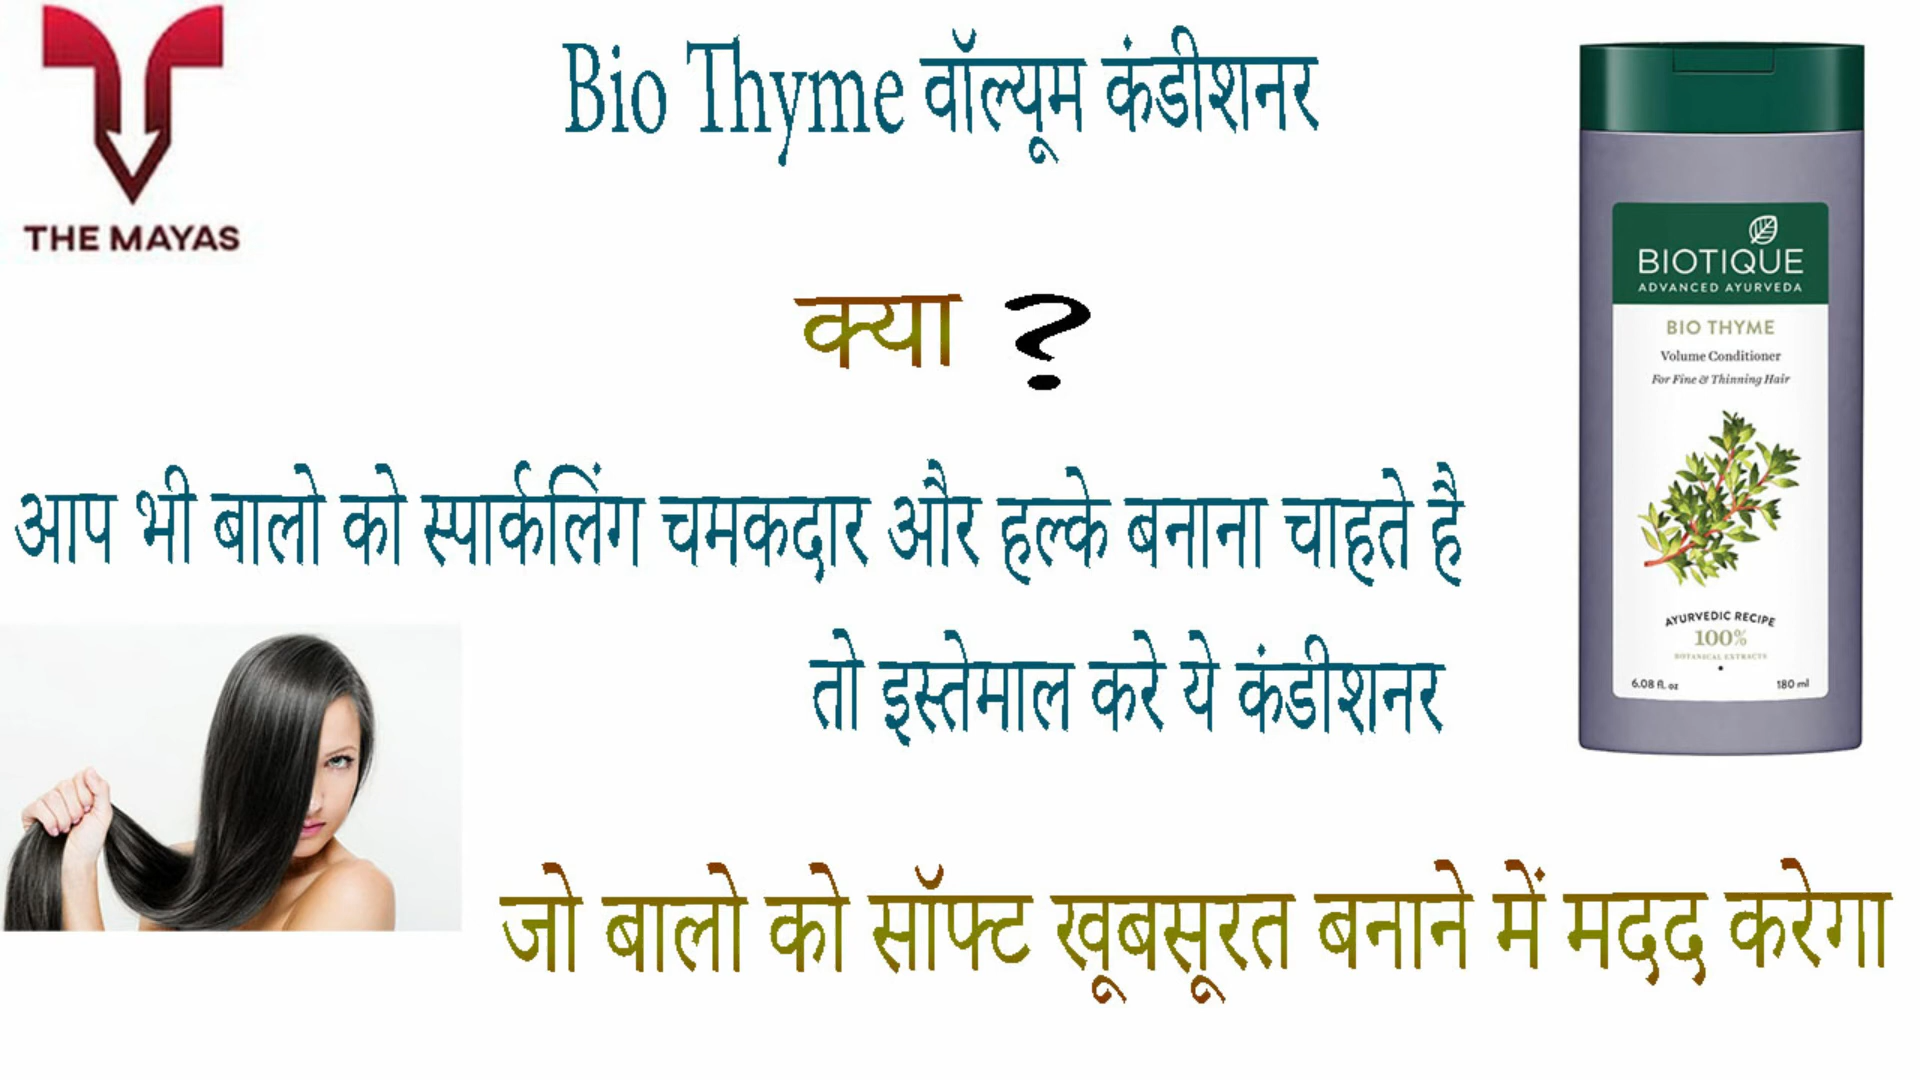 THE MAYAS
Bio Thyme वॉल्यूम कंडीशनर
क्या ?
आप भी बालो को स्पार्कलिंग चमकदार और हल्के बनाना चाहते है
तो इस्तेमाल करे ये कंडीशनर
जो बालो को सॉफ्ट खूबसूरत बनाने में मदद करेगा
BIOTIQUE
ADVANCED AYURVEDA
BIO THYME
Volume Conditioner
For Fine & Thinning Hair
AYURVEDIC RECIPE
100%
BOTANICAL EXTRACTS
6.08 fl. oz 180 ml